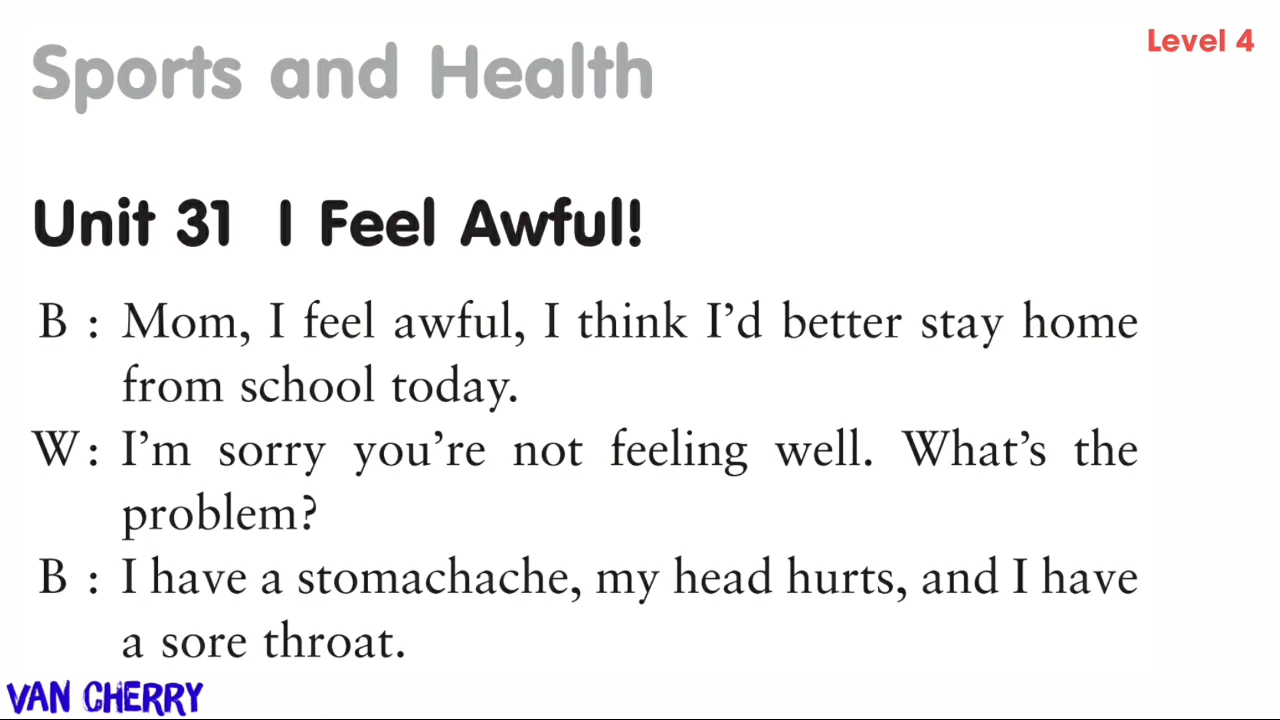 Level 4
Sports and Health
Unit 31 I Feel Awful!
B : Mom, I feel awful, I think I'd better stay home
from school today.
W : I'm sorry you're not feeling well. What's the
problem?
B : I have a stomachache, my head hurts, and I have
a sore throat.
VAN CHERRY